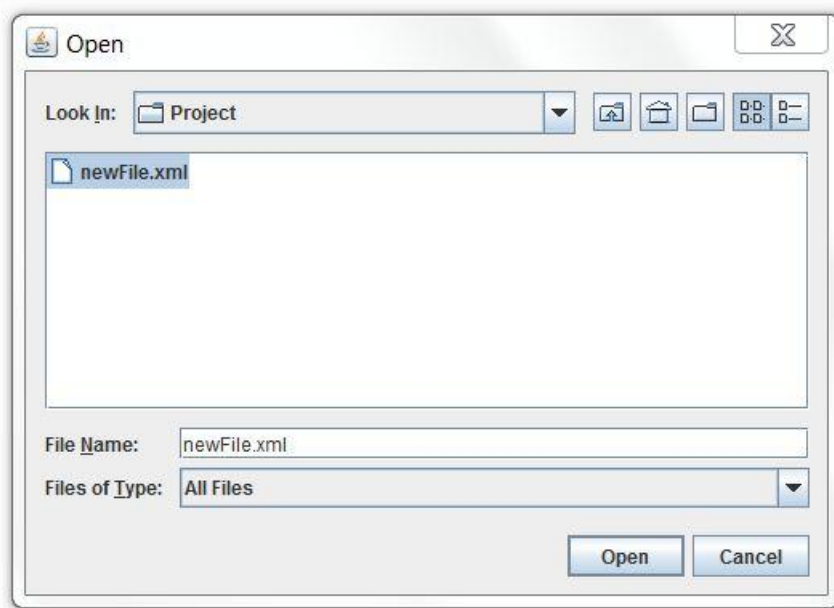 Open
Look In: Project
newFile.xml
File Name: newFile.xml
Files of Type: All Files
Open Cancel